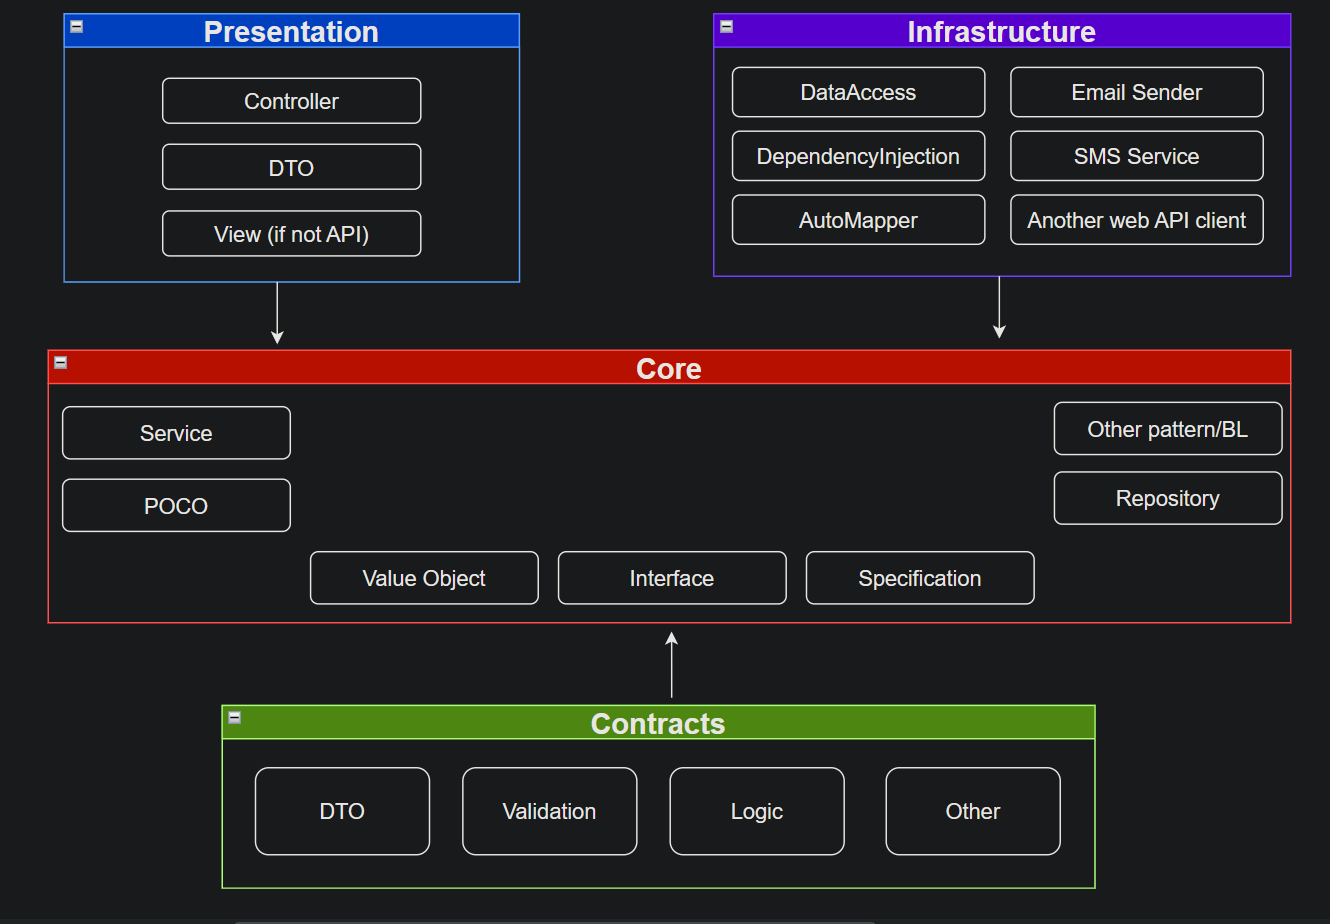 Presentation
Controller
DTO
View (if not API)
Infrastructure
DataAccess
Email Sender
DependencyInjection
SMS Service
AutoMapper
Another web API client
Core
Service
POCO
Other pattern/BL
Repository
Value Object
Interface
Specification
Contracts
DTO
Validation
Logic
Other